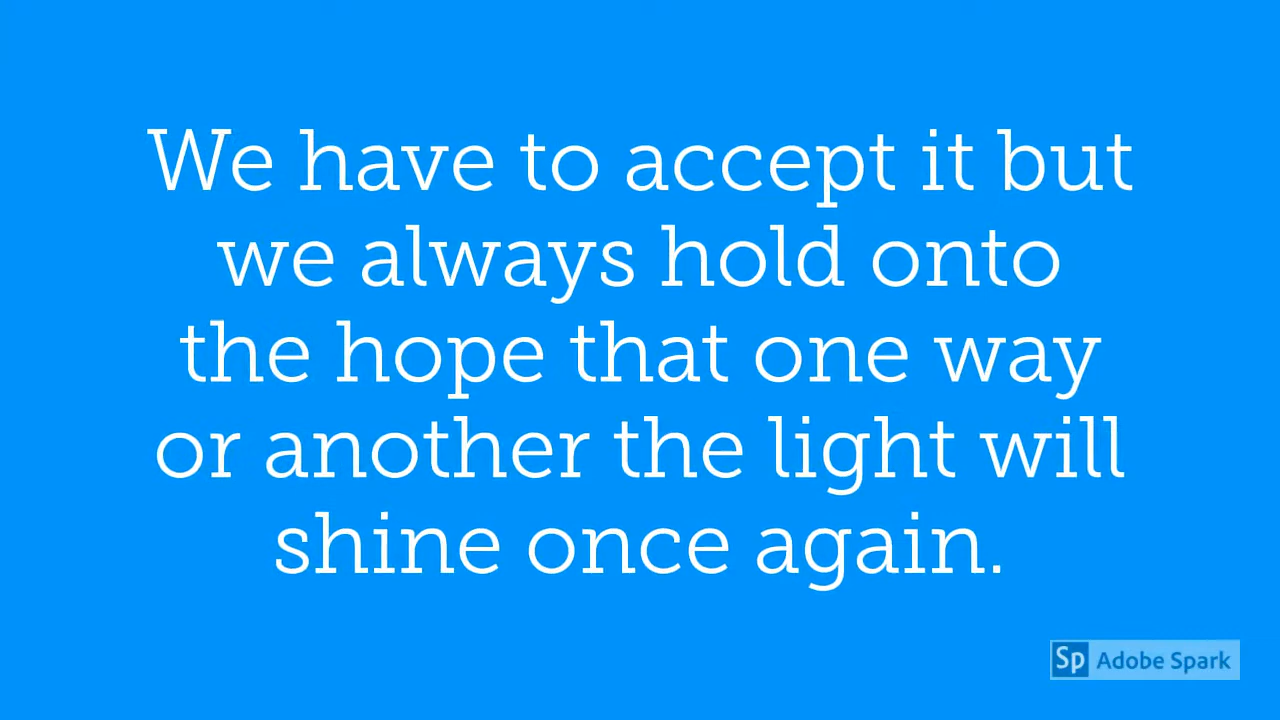 We have to accept it but
we always hold onto
the hope that one way
or another the light will
shine once again.
Sp Adobe Spark